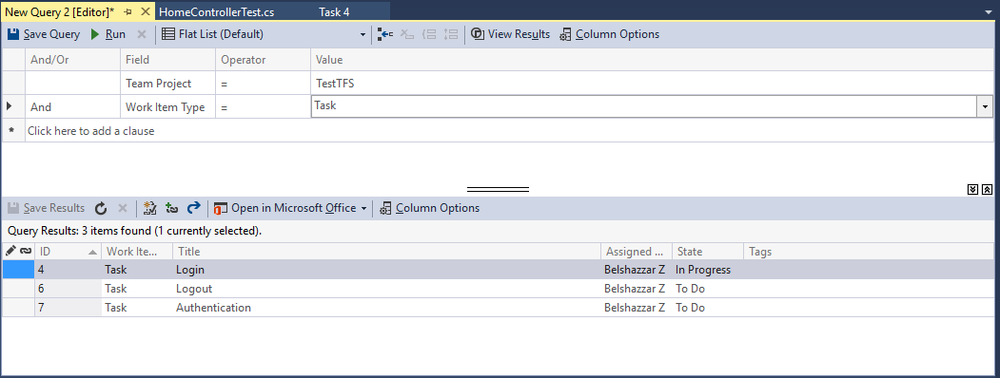 New Query 2 [Editor]* HomeControllerTest.cs Task 4
Save Query Run Flat List (Default) View Results Column Options
And/Or Field Operator Value
Team Project = TestTFS
And Work Item Type = Task
* Click here to add a clause
Save Results Open in Microsoft Office Column Options
Query Results: 3 items found (1 currently selected).
ID Work Ite... Title Assigned ... State Tags
4 Task Login Belshazzar Z In Progress
6 Task Logout Belshazzar Z To Do
7 Task Authentication Belshazzar Z To Do